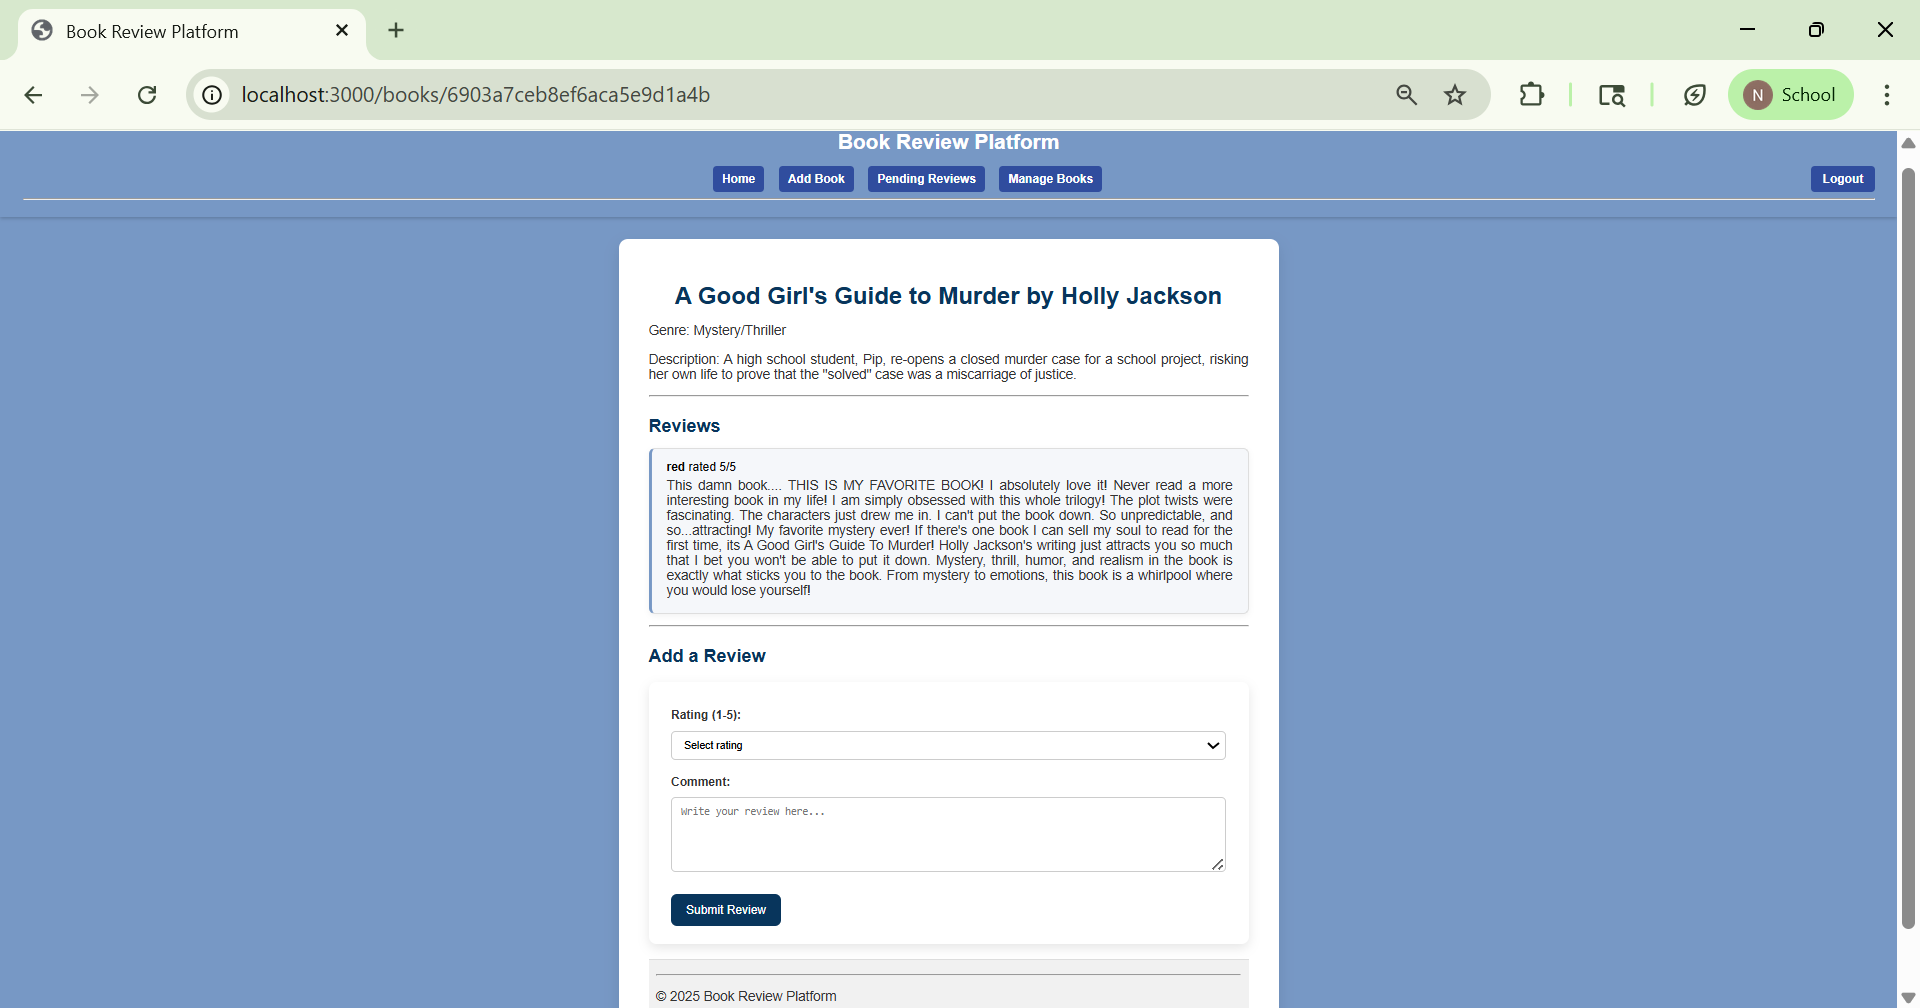 Book Review Platform
localhost:3000/books/6903a7ceb8ef6aca5e9d1a4b
N School
Book Review Platform
Home Add Book Pending Reviews Manage Books Logout
A Good Girl's Guide to Murder by Holly Jackson
Genre: Mystery/Thriller
Description: A high school student, Pip, re-opens a closed murder case for a school project, risking
her own life to prove that the "solved" case was a miscarriage of justice.
Reviews
red rated 5/5
This damn book.... THIS IS MY FAVORITE BOOK! I absolutely love it! Never read a more
interesting book in my life! I am simply obsessed with this whole trilogy! The plot twists were
fascinating. The characters just drew me in. I can't put the book down. So unpredictable, and
so...attracting! My favorite mystery ever! If there's one book I can sell my soul to read for the
first time, its A Good Girl's Guide To Murder! Holly Jackson's writing just attracts you so much
that I bet you won't be able to put it down. Mystery, thrill, humor, and realism in the book is
exactly what sticks you to the book. From mystery to emotions, this book is a whirlpool where
you would lose yourself!
Add a Review
Rating (1-5):
Select rating
Comment:
Write your review here...
Submit Review
© 2025 Book Review Platform